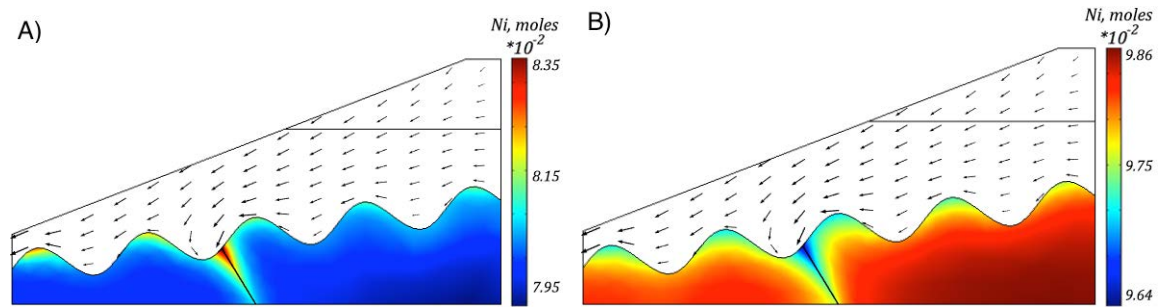 A)
Ni, moles
*10-2
8.35
8.15
7.95
B)
Ni, moles
*10-2
9.86
9.75
9.64